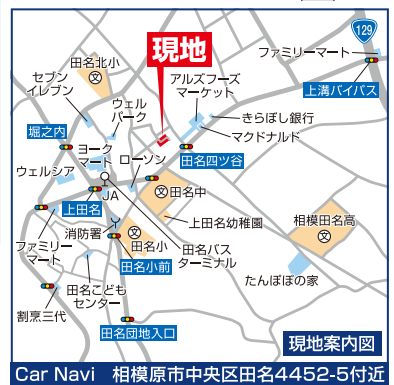 129
現地
田名北小
文
ファミリーマート
セブン
イレブン
アルズフーズ
マーケット
上溝バイパス
ウェル
パーク
きらぼし銀行
堀之内
マクドナルド
ヨーク
マート
ローソン
田名四ツ谷
ウェルシア
JA
文
田名中
上田名
上田名幼稚園
相模田名高
文
消防署
文
田名小
田名バス
ターミナル
ファミリー
マート
田名小前
たんぽぽの家
田名こども
センター
割烹三代
田名団地入口
現地案内図
Car Navi 相模原市中央区田名4452-5付近